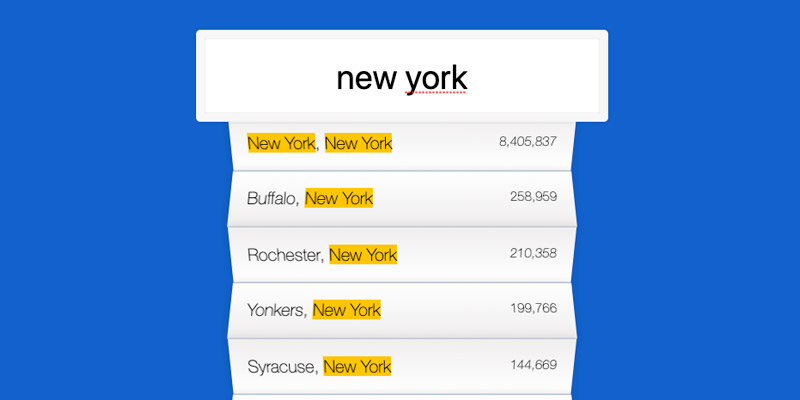 new york
New York, New York 8,405,837
Buffalo, New York 258,959
Rochester, New York 210,358
Yonkers, New York 199,766
Syracuse, New York 144,669